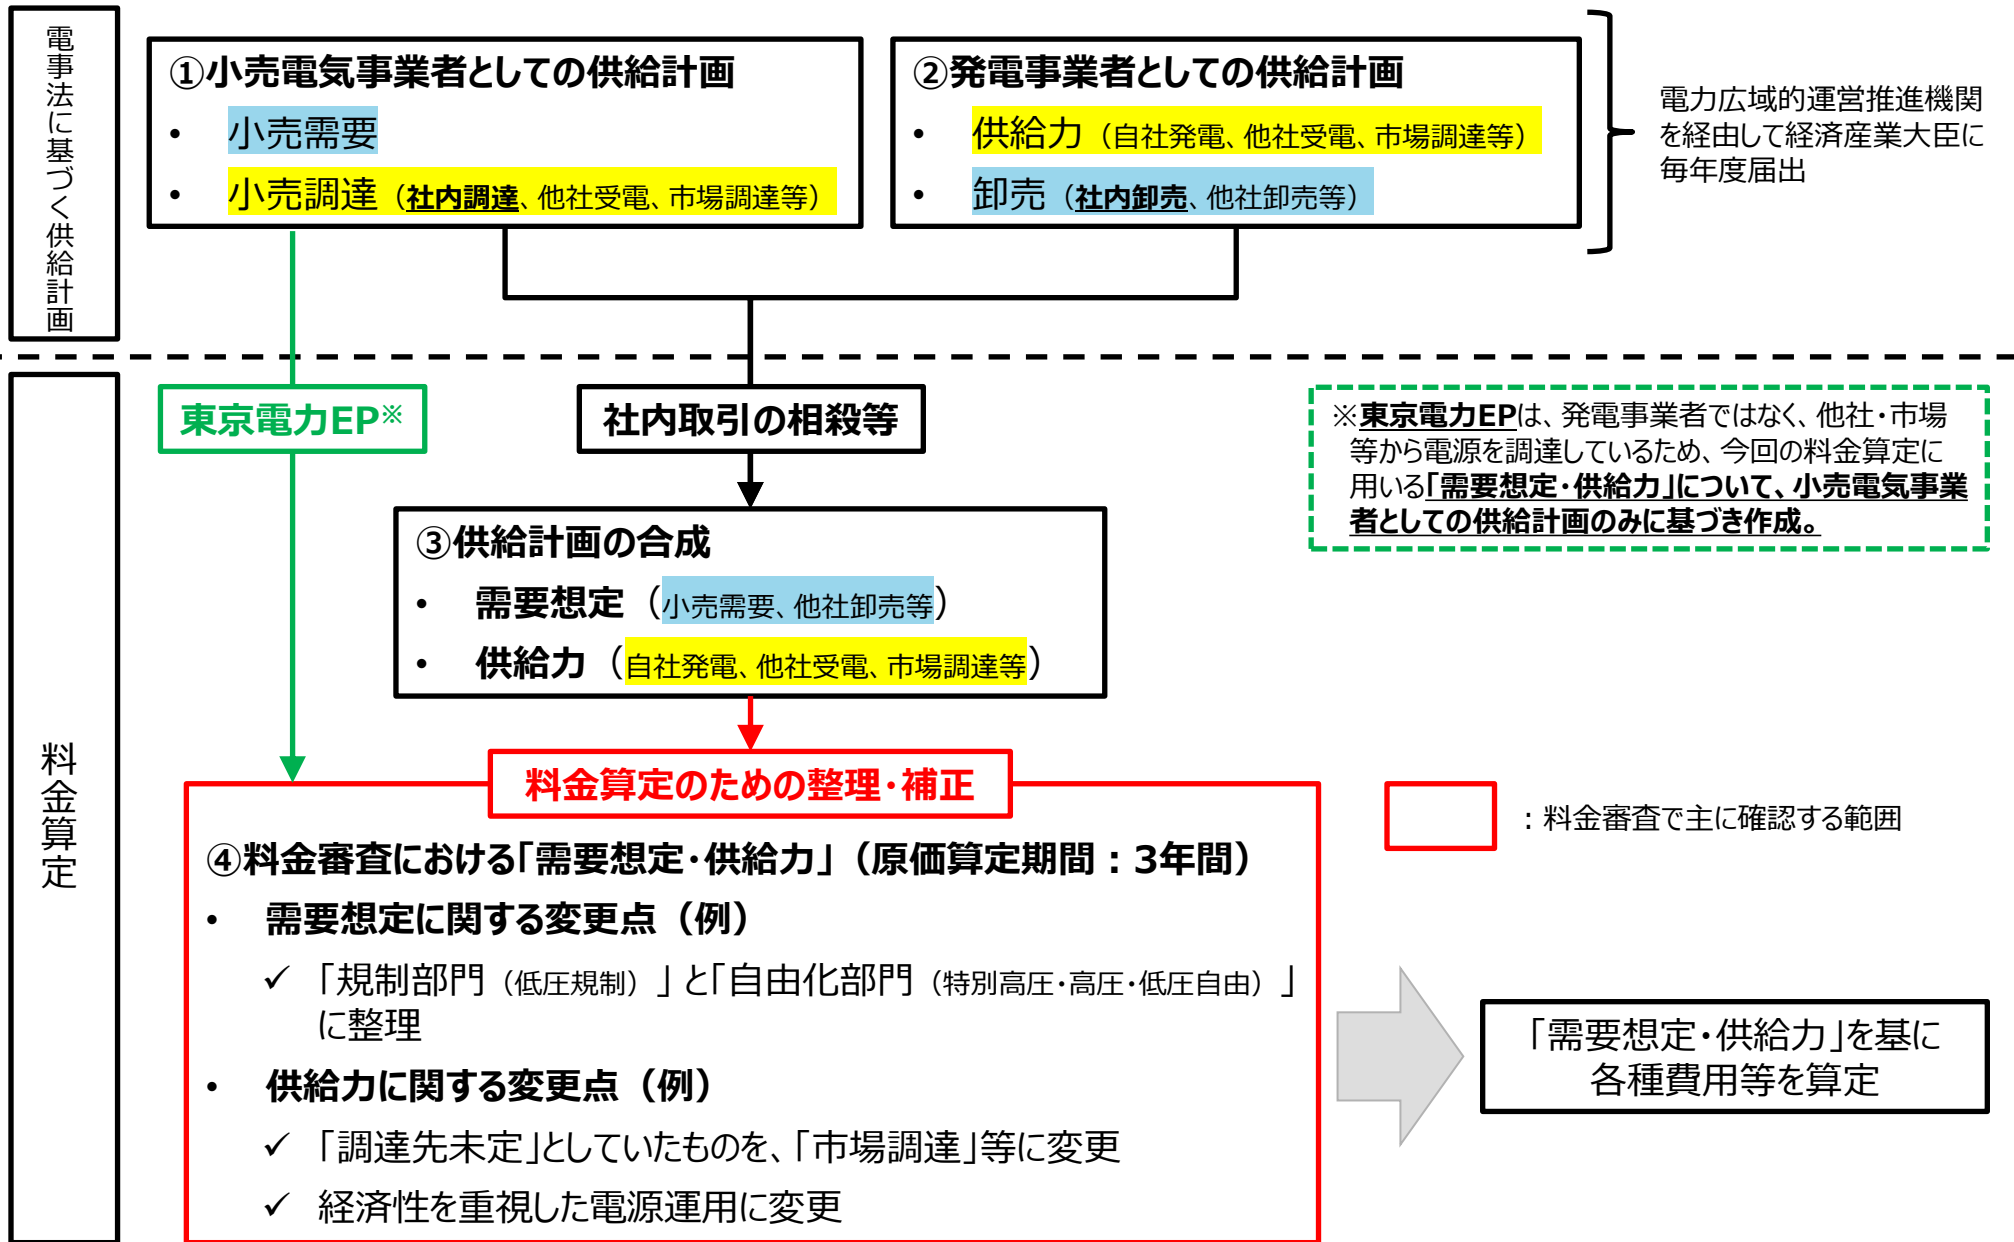 電事法に基づく供給計画
①小売電気事業者としての供給計画
• 小売需要
• 小売調達（社内調達、他社受電、市場調達等）
②発電事業者としての供給計画
• 供給力（自社発電、他社受電、市場調達等）
• 卸売（社内卸売、他社卸売等）
電力広域的運営推進機関
を経由して経済産業大臣に
毎年度届出
料金算定
東京電力EP※
社内取引の相殺等
※東京電力EPは、発電事業者ではなく、他社・市場
等から電源を調達しているため、今回の料金算定に
用いる「需要想定・供給力」について、小売電気事業
者としての供給計画のみに基づき作成。
③供給計画の合成
• 需要想定（小売需要、他社卸売等）
• 供給力（自社発電、他社受電、市場調達等）
料金算定のための整理・補正
：料金審査で主に確認する範囲
④料金審査における「需要想定・供給力」（原価算定期間：3年間）
• 需要想定に関する変更点（例）
✓ 「規制部門（低圧規制）」と「自由化部門（特別高圧・高圧・低圧自由）」
に整理
• 供給力に関する変更点（例）
✓ 「調達先未定」としていたものを、「市場調達」等に変更
✓ 経済性を重視した電源運用に変更
「需要想定・供給力」を基に
各種費用等を算定